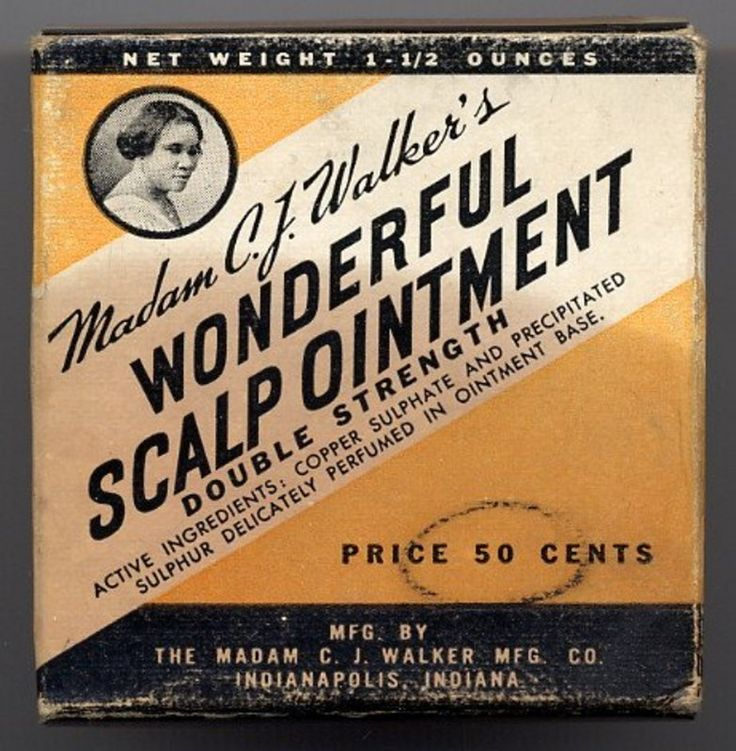 NET WEIGHT 1-1/2 OUNCES
Madam C.J. Walker's
WONDERFUL
SCALP OINTMENT
DOUBLE STRENGTH
ACTIVE INGREDIENTS: COPPER SULPHATE AND PRECIPITATED
SULPHUR DELICATELY PERFUMED IN OINTMENT BASE.
PRICE 50 CENTS
MFG. BY
THE MADAM C. J. WALKER MFG. CO.
INDIANAPOLIS, INDIANA